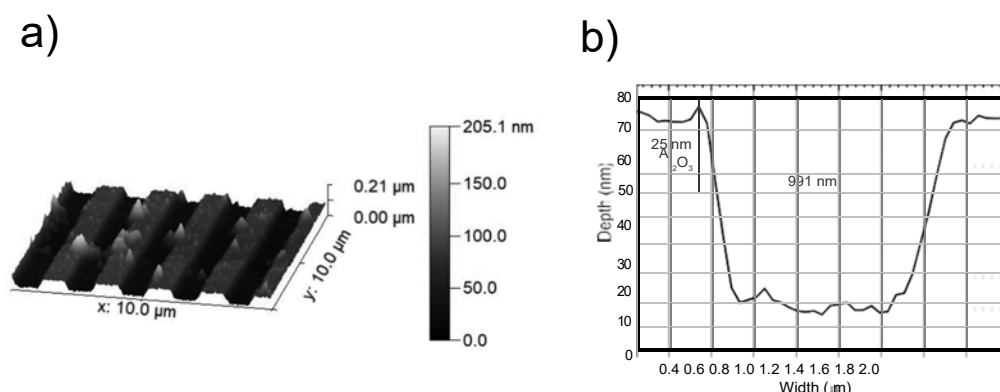 a)
205.1 nm
150.0
100.0
50.0
0.0
0.21 µm
0.00 µm
y: 10.0 µm
x: 10.0 µm
b)
80
70
60
50
40
30
20
10
0
Depth (nm)
25 nm
A
2O3
991 nm
0.4 0.6 0.8 1.0 1.2 1.4 1.6 1.8 2.0
Width (µm)